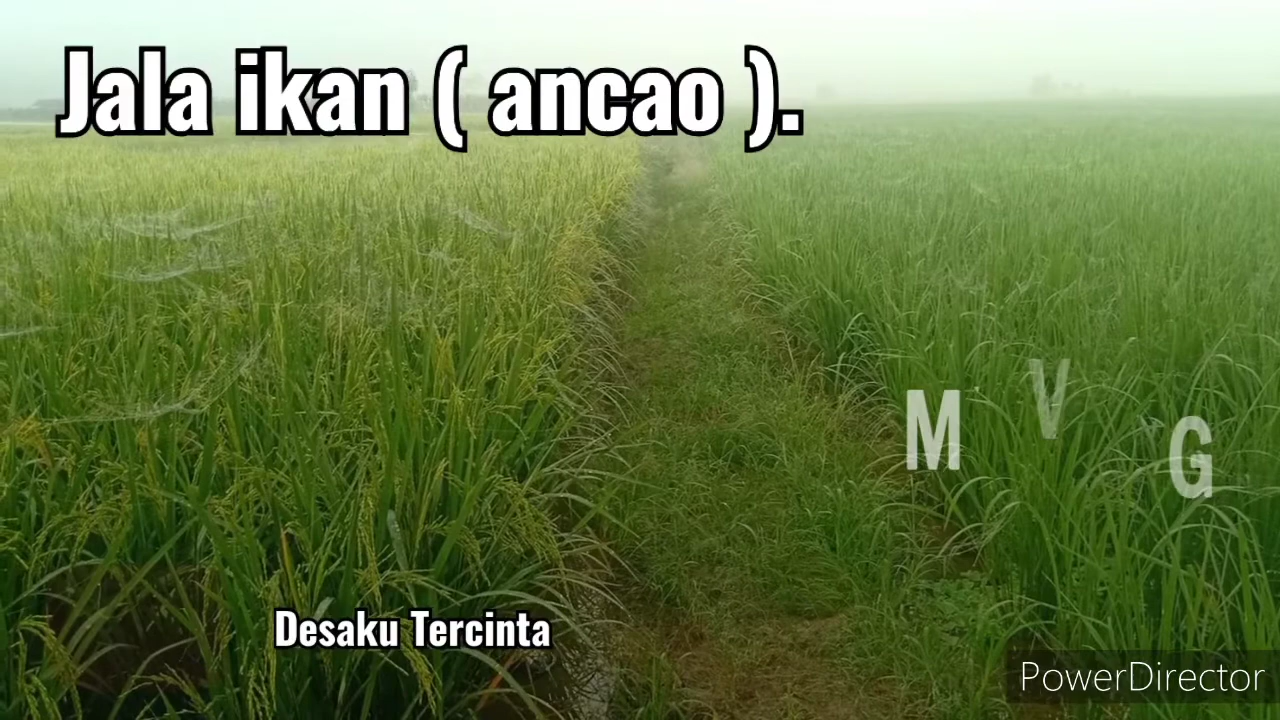 Jala ikan ( ancao ).
M V G
Desaku Tercinta
PowerDirector